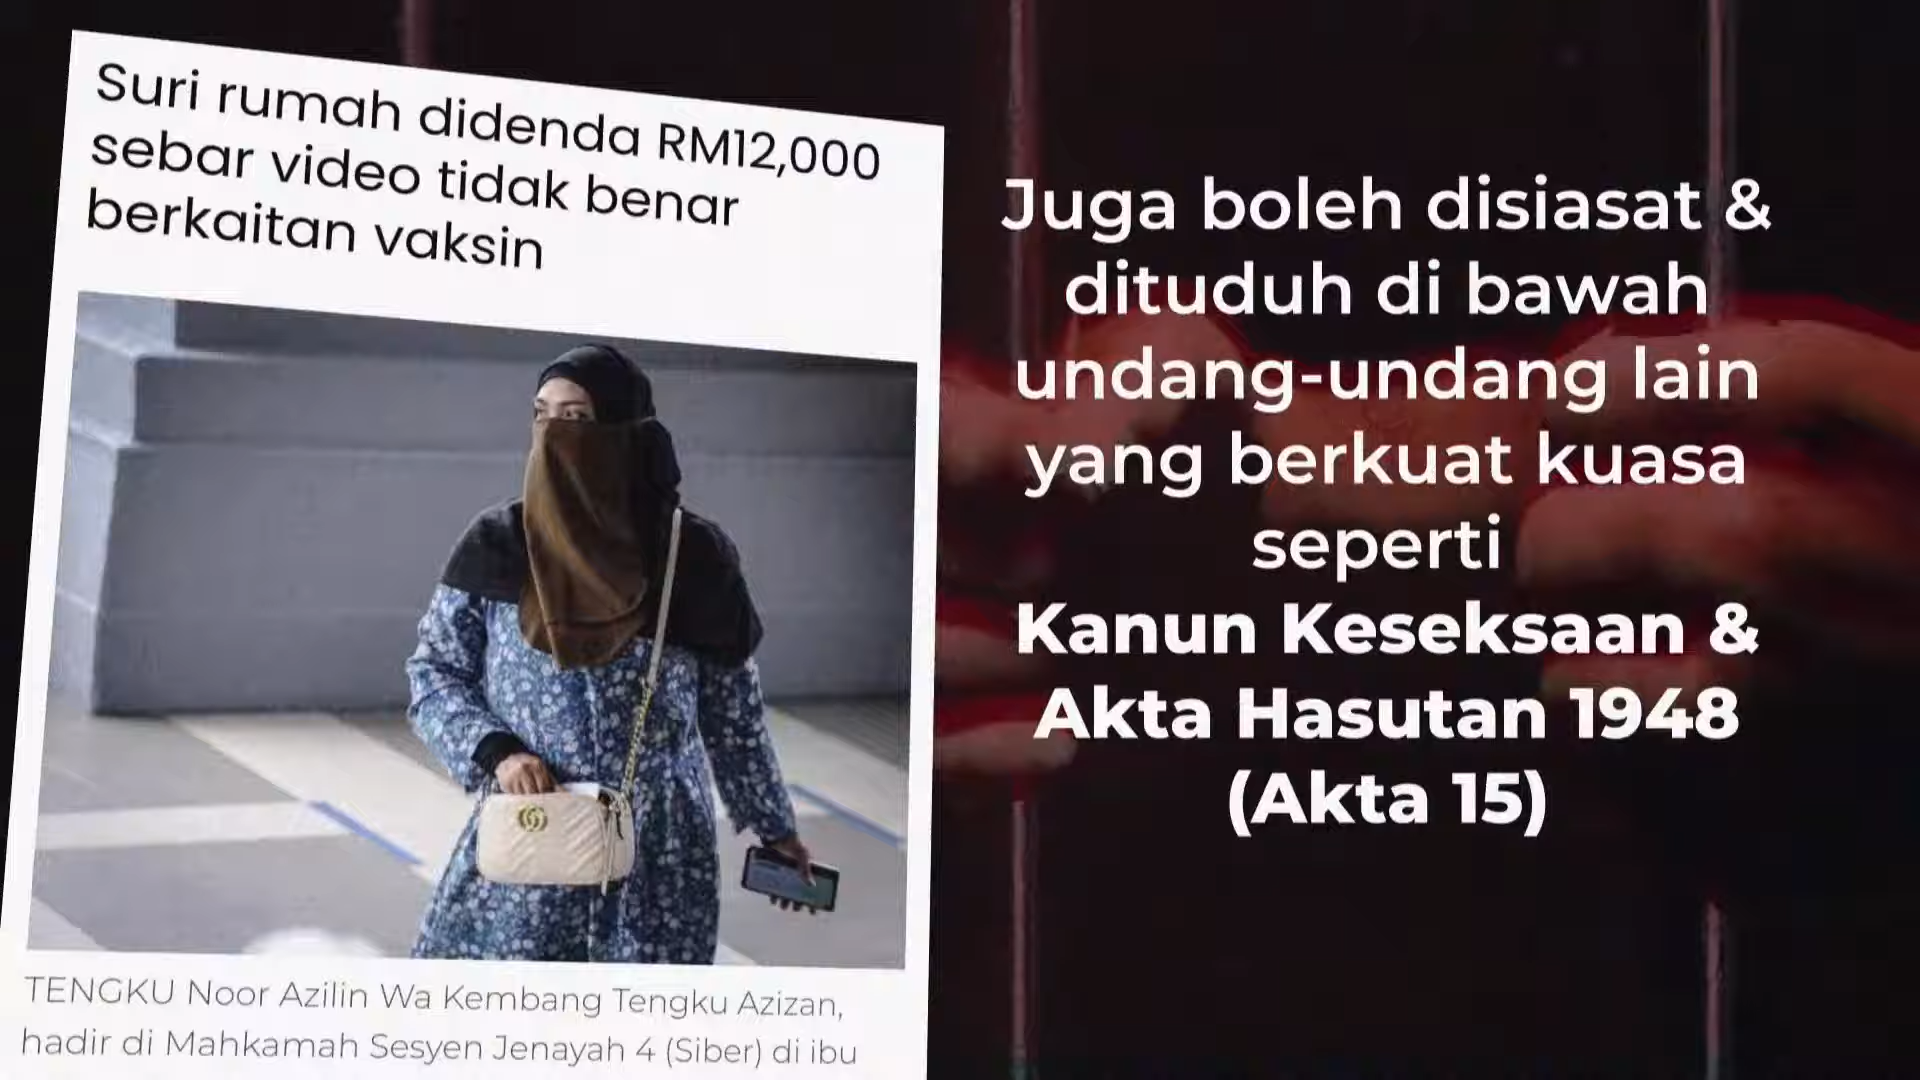 Suri rumah didenda RM12,000
sebar video tidak benar
berkaitan vaksin
TENGKU Noor Azilin Wa Kembang Tengku Azizan,
hadir di Mahkamah Sesyen Jenayah 4 (Siber) di ibu
Juga boleh disiasat &
dituduh di bawah
undang-undang lain
yang berkuat kuasa
seperti
Kanun Keseksaan &
Akta Hasutan 1948
(Akta 15)